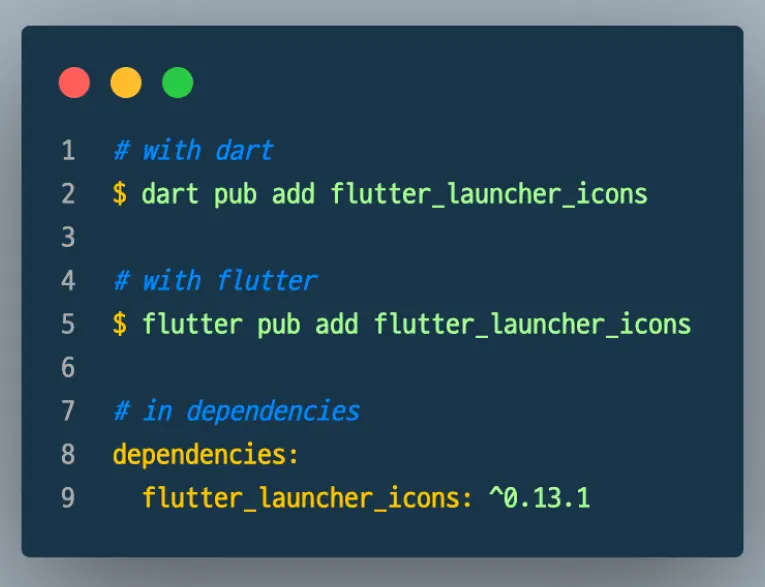 1 # with dart
2 $ dart pub add flutter_launcher_icons
3
4 # with flutter
5 $ flutter pub add flutter_launcher_icons
6
7 # in dependencies
8 dependencies:
9   flutter_launcher_icons: ^0.13.1